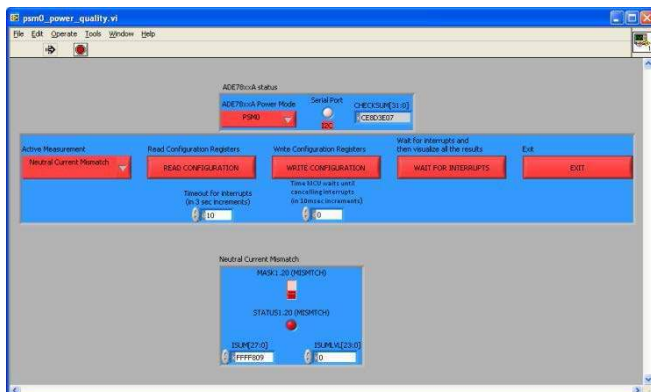 psm0_power_quality.vi
File Edit Operate Tools Window Help
ADE78xxA status
ADE78xxA Power Mode
Serial Port
CHECKSUM[31:0]
PSM0
I2C
CE8D3E07
Active Measurement
Read Configuration Registers
Write Configuration Registers
Wait for interrupts and
then visualize all the results
Exit
Neutral Current Mismatch
READ CONFIGURATION
WRITE CONFIGURATION
WAIT FOR INTERRUPTS
EXIT
Timeout for interrupts
(in 3 sec increments)
10
Time MCU waits until
cancelling interrupts
(in 10msec increments)
0
Neutral Current Mismatch
MASK1.20 (MISMTCH)
STATUS1.20 (MISMTCH)
ISUM[27:0]
ISUMLVL[23:0]
FFFF809
0